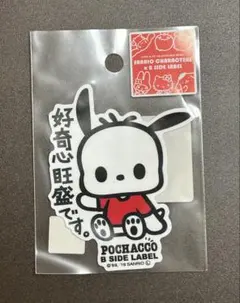 SANRIO CHARACTERS
B SIDE LABEL
好奇心旺盛です。
POCHACCO
B SIDE LABEL